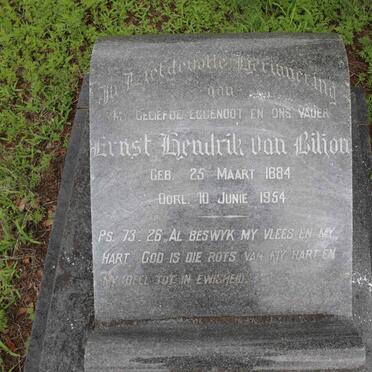 In Liefdevolle Herinnering
aan
MY GELIEFDE EGGENOOT EN ONS VADER
Ernst Hendrik van Biljon
GEB. 25 MAART 1884
OORL. 10 JUNIE 1954
PS. 73:26 AL BESWYK MY VLEES EN MY
HART GOD IS DIE ROTS VAN MY HART EN
MY DEEL TOT IN EWIGHEID.